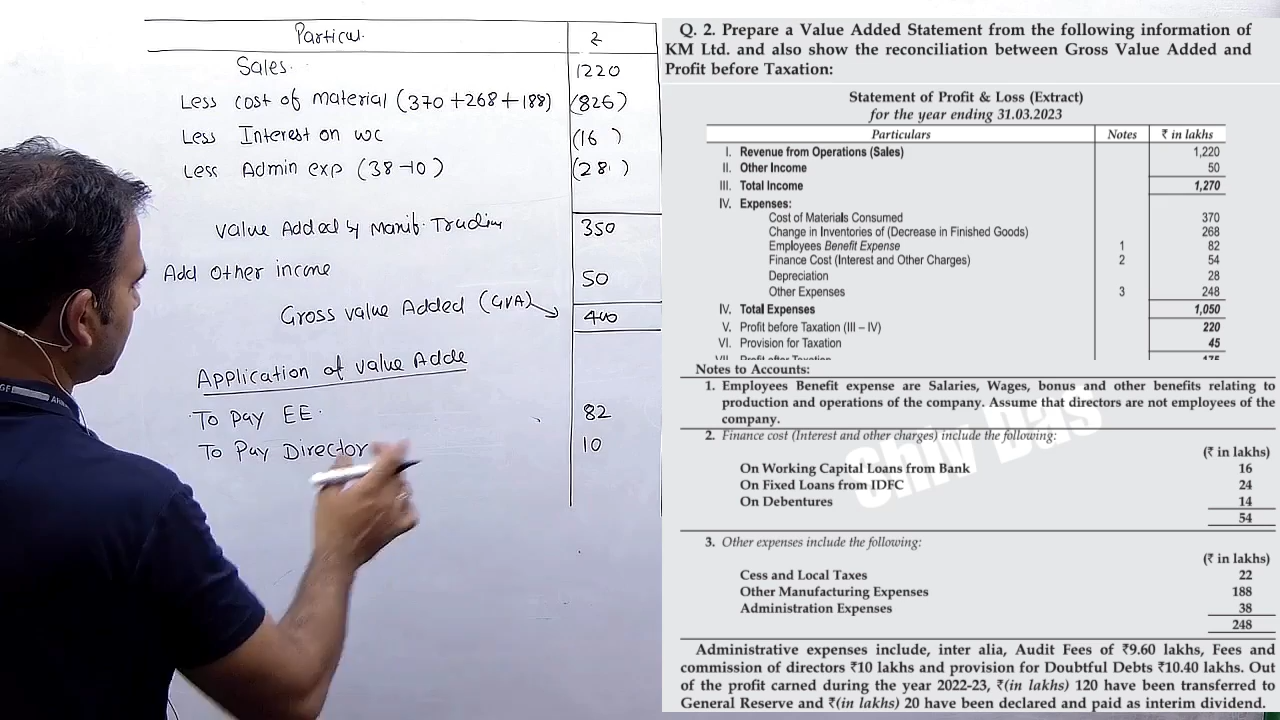 Particul.
2
Sales.
1220
Less cost of material (370+268+188)
(826)
Less Interest on WC
(16 )
Less Admin exp (38-10)
(28 )
Value Added by Manif. Trading
350
Add Other income
50
Gross value Added (GVA)
400
Application of value Adde
To Pay EE.
82
To Pay Director
10
Q. 2. Prepare a Value Added Statement from the following information of
KM Ltd. and also show the reconciliation between Gross Value Added and
Profit before Taxation:
Statement of Profit & Loss (Extract)
for the year ending 31.03.2023
Particulars Notes ₹ in lakhs
I. Revenue from Operations (Sales) 1,220
II. Other Income 50
III. Total Income 1,270
IV. Expenses:
Cost of Materials Consumed 370
Change in Inventories of (Decrease in Finished Goods) 268
Employees Benefit Expense 1 82
Finance Cost (Interest and Other Charges) 2 54
Depreciation 28
Other Expenses 3 248
IV. Total Expenses 1,050
V. Profit before Taxation (III – IV) 220
VI. Provision for Taxation 45
VII. Profit after Taxation 175
Notes to Accounts:
1. Employees Benefit expense are Salaries, Wages, bonus and other benefits relating to
production and operations of the company. Assume that directors are not employees of the
company.
2. Finance cost (Interest and other charges) include the following:
(₹ in lakhs)
On Working Capital Loans from Bank 16
On Fixed Loans from IDFC 24
On Debentures 14
54
3. Other expenses include the following:
(₹ in lakhs)
Cess and Local Taxes 22
Other Manufacturing Expenses 188
Administration Expenses 38
248
Administrative expenses include, inter alia, Audit Fees of ₹9.60 lakhs, Fees and
commission of directors ₹10 lakhs and provision for Doubtful Debts ₹10.40 lakhs. Out
of the profit carned during the year 2022-23, ₹(in lakhs) 120 have been transferred to
General Reserve and ₹(in lakhs) 20 have been declared and paid as interim dividend.
Shiv Das